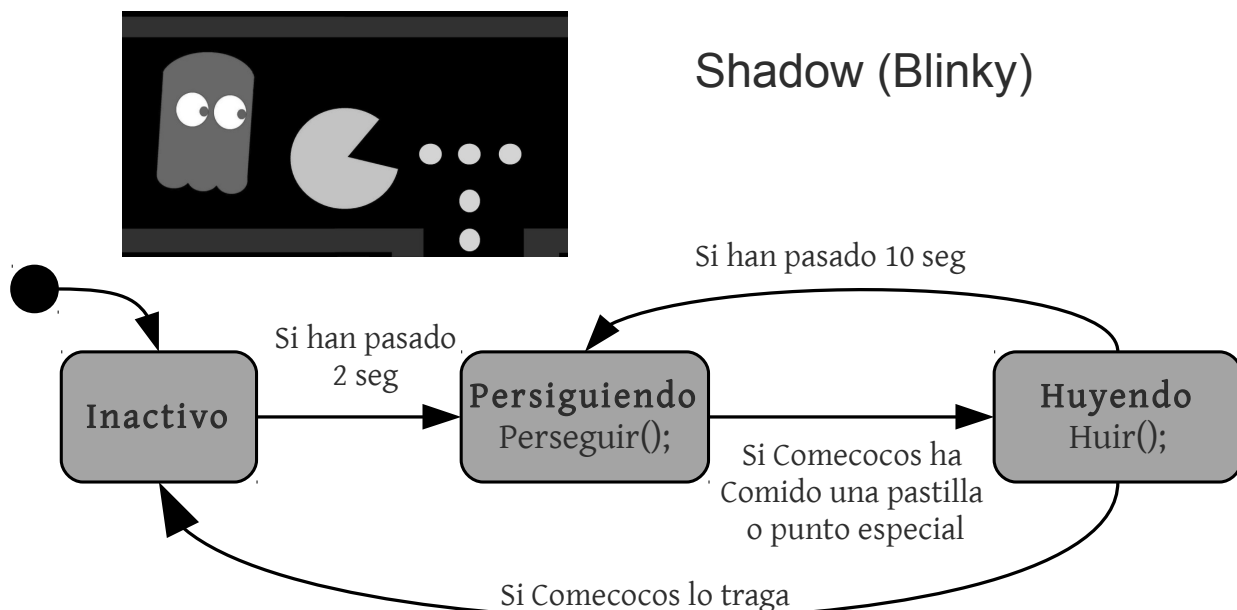 Shadow (Blinky)
Si han pasado 10 seg
Si han pasado
2 seg
Inactivo
Persiguiendo
Perseguir();
Huyendo
Huir();
Si Comecocos ha
Comido una pastilla
o punto especial
Si Comecocos lo traga